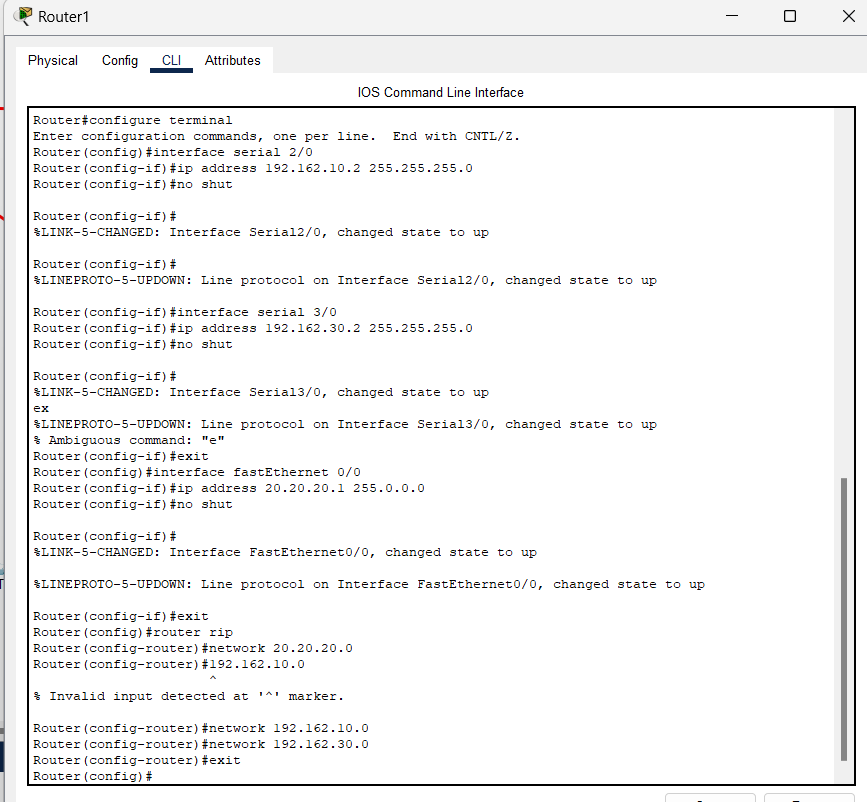 Router1
Physical Config CLI Attributes
IOS Command Line Interface
Router#configure terminal
Enter configuration commands, one per line.  End with CNTL/Z.
Router(config)#interface serial 2/0
Router(config-if)#ip address 192.162.10.2 255.255.255.0
Router(config-if)#no shut
Router(config-if)#
%LINK-5-CHANGED: Interface Serial2/0, changed state to up
Router(config-if)#
%LINEPROTO-5-UPDOWN: Line protocol on Interface Serial2/0, changed state to up
Router(config-if)#interface serial 3/0
Router(config-if)#ip address 192.162.30.2 255.255.255.0
Router(config-if)#no shut
Router(config-if)#
%LINK-5-CHANGED: Interface Serial3/0, changed state to up
ex
%LINEPROTO-5-UPDOWN: Line protocol on Interface Serial3/0, changed state to up
% Ambiguous command: "e"
Router(config-if)#exit
Router(config)#interface fastEthernet 0/0
Router(config-if)#ip address 20.20.20.1 255.0.0.0
Router(config-if)#no shut
Router(config-if)#
%LINK-5-CHANGED: Interface FastEthernet0/0, changed state to up
%LINEPROTO-5-UPDOWN: Line protocol on Interface FastEthernet0/0, changed state to up
Router(config-if)#exit
Router(config)#router rip
Router(config-router)#network 20.20.20.0
Router(config-router)#192.162.10.0
^
% Invalid input detected at '^' marker.
Router(config-router)#network 192.162.10.0
Router(config-router)#network 192.162.30.0
Router(config-router)#exit
Router(config)#